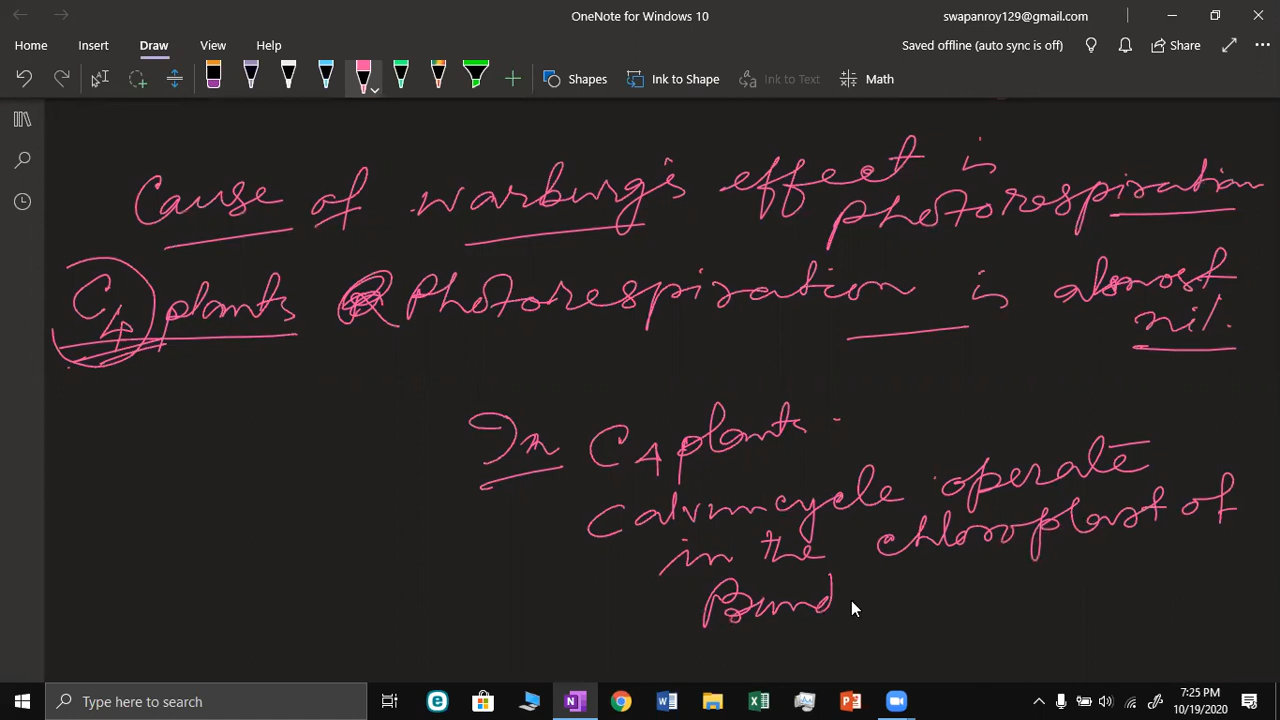 OneNote for Windows 10
swapanroy129@gmail.com
Home Insert Draw View Help
Saved offline (auto sync is off)
Share
Shapes
Ink to Shape
Ink to Text
Math
Cause of warburg's effect is
photorespiration
C4 plants Photorespiration is almost
nil.
In C4 plants
Calvincycle operate
in the chloroplast of
Bund
Type here to search
7:25 PM
10/19/2020